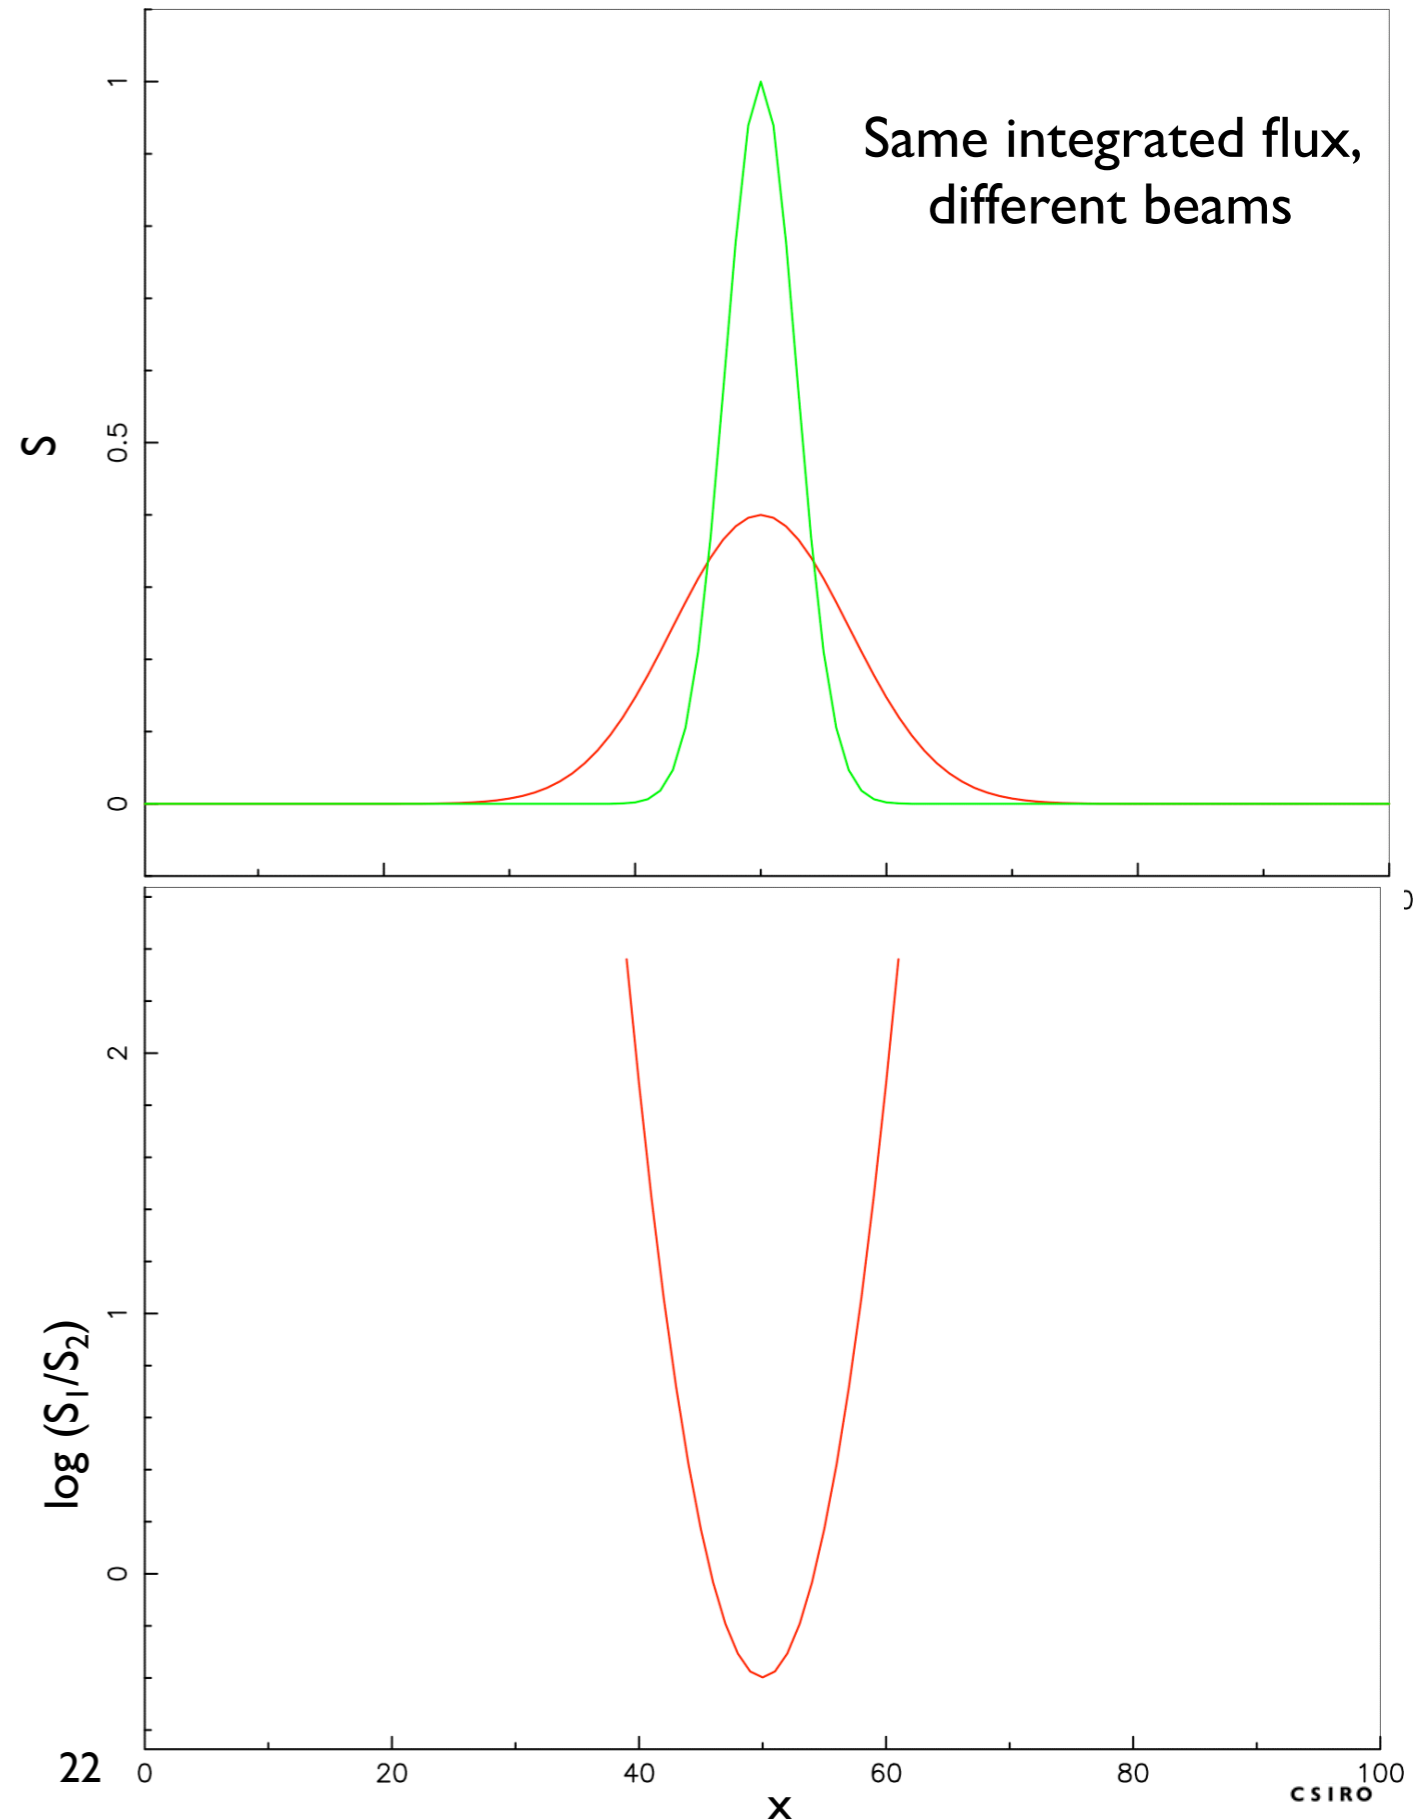 1
Same integrated flux,
different beams
0.5
S
0
2
1
log (S₁/S₂)
0
22
0 20 40 60 80 100
x
CSIRO